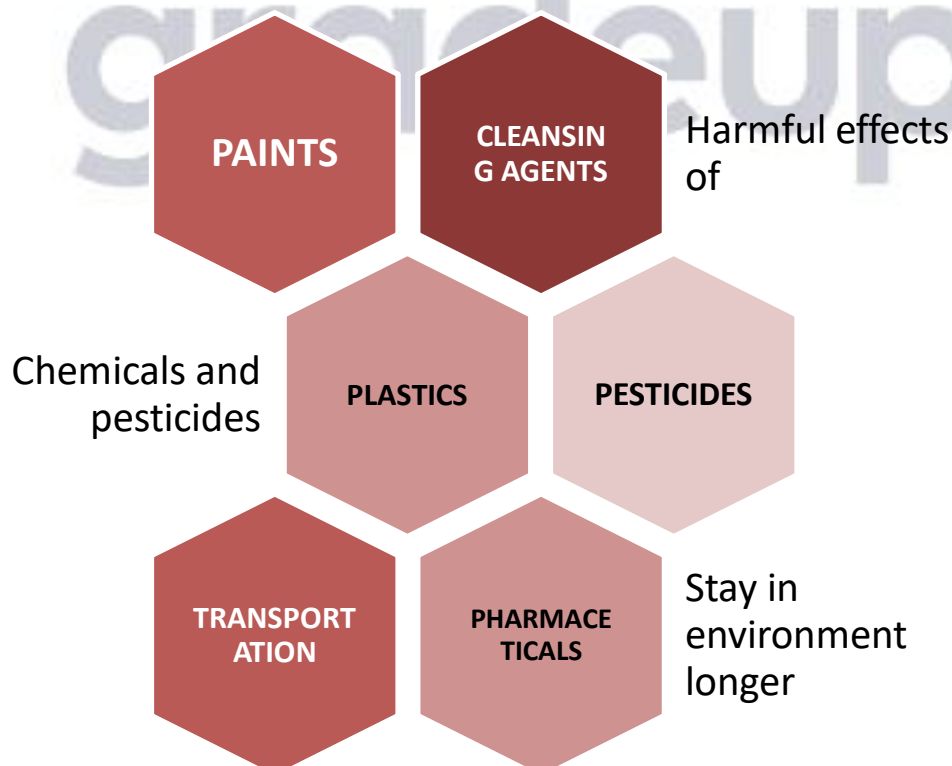 gradeup
PAINTS
CLEANSIN
G AGENTS
Harmful effects
of
Chemicals and
pesticides
PLASTICS
PESTICIDES
TRANSPORT
ATION
PHARMACE
TICALS
Stay in
environment
longer